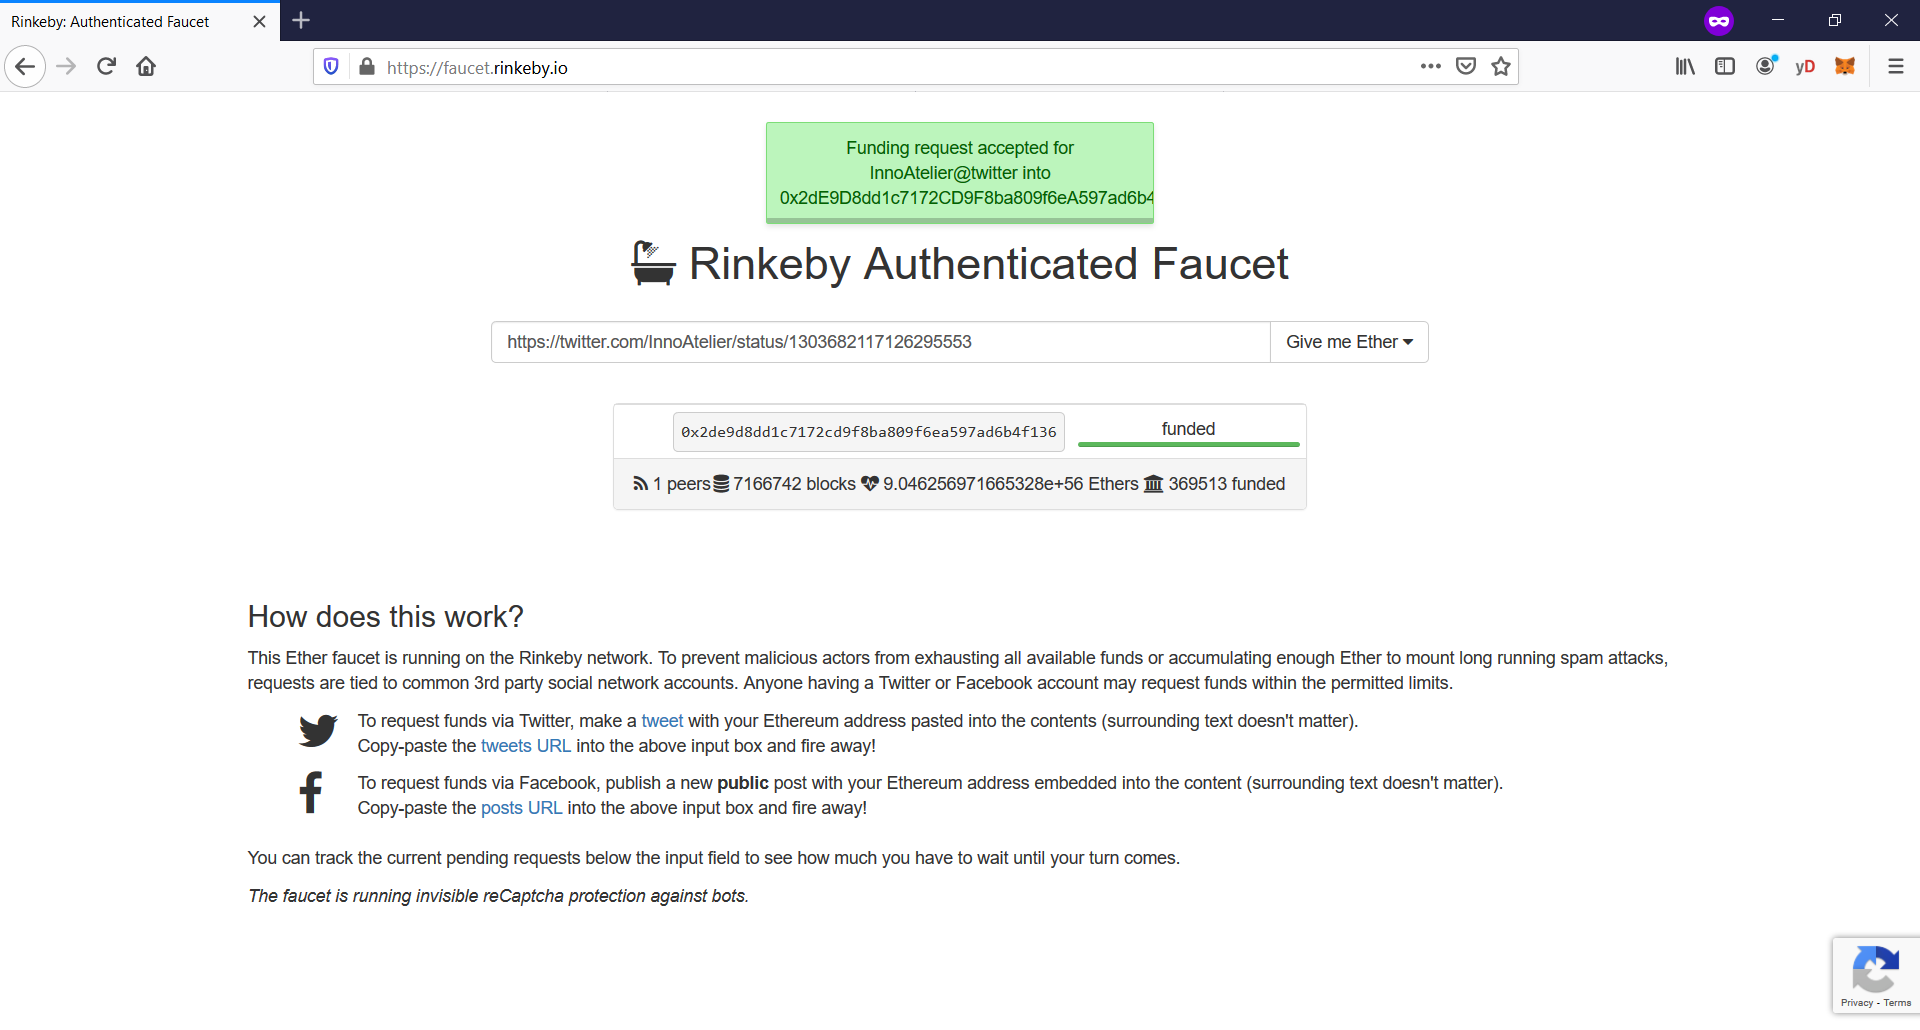 Rinkeby: Authenticated Faucet
https://faucet.rinkeby.io
yD
Funding request accepted for
InnoAtelier@twitter into
0x2dE9D8dd1c7172CD9F8ba809f6eA597ad6b4
Rinkeby Authenticated Faucet
https://twitter.com/InnoAtelier/status/1303682117126295553 Give me Ether
0x2de9d8dd1c7172cd9f8ba809f6ea597ad6b4f136 funded
1 peers 7166742 blocks 9.046256971665328e+56 Ethers 369513 funded
How does this work?
This Ether faucet is running on the Rinkeby network. To prevent malicious actors from exhausting all available funds or accumulating enough Ether to mount long running spam attacks,
requests are tied to common 3rd party social network accounts. Anyone having a Twitter or Facebook account may request funds within the permitted limits.
To request funds via Twitter, make a tweet with your Ethereum address pasted into the contents (surrounding text doesn't matter).
Copy-paste the tweets URL into the above input box and fire away!
To request funds via Facebook, publish a new public post with your Ethereum address embedded into the content (surrounding text doesn't matter).
Copy-paste the posts URL into the above input box and fire away!
You can track the current pending requests below the input field to see how much you have to wait until your turn comes.
The faucet is running invisible reCaptcha protection against bots.
Privacy - Terms